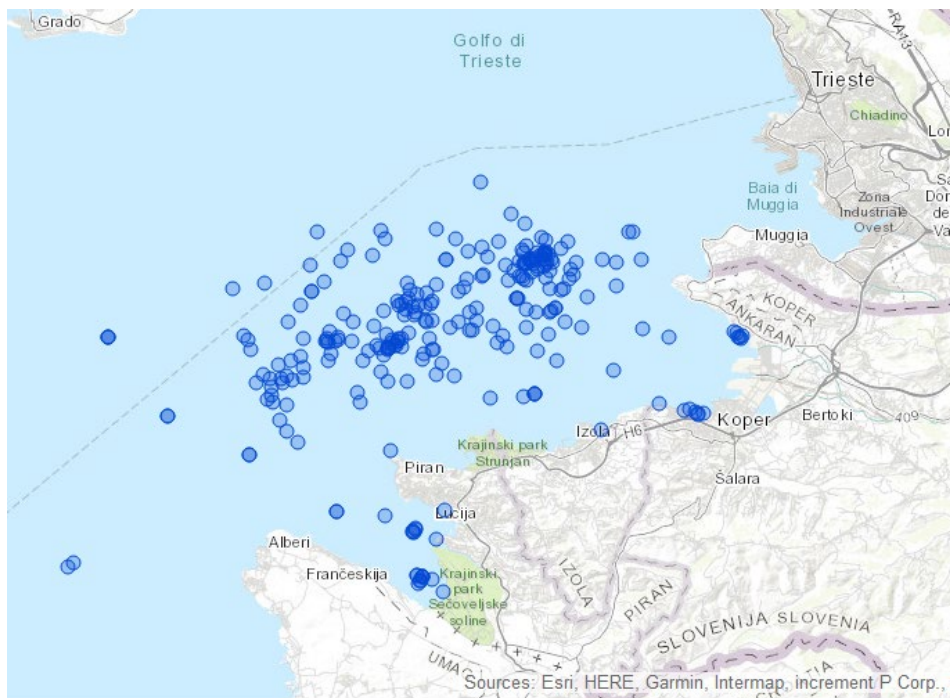 Grado
Golfo di
Trieste
RA13
Trieste
Chiadino
Baia di
Muggia
Zona
Industriale
Ovest
Muggia
KOPER
ANKARAN
Koper
Bertoki
409
Izola
H6
Krajinski park
Strunjan
Piran
Šalara
Lucija
Alberi
Frančeskija
Krajinski
park
Sečoveljske
soline
IZOLA
PIRAN
SLOVENIJA SLOVENIA
UMAG
Sources: Esri, HERE, Garmin, Intermap, increment P Corp.,